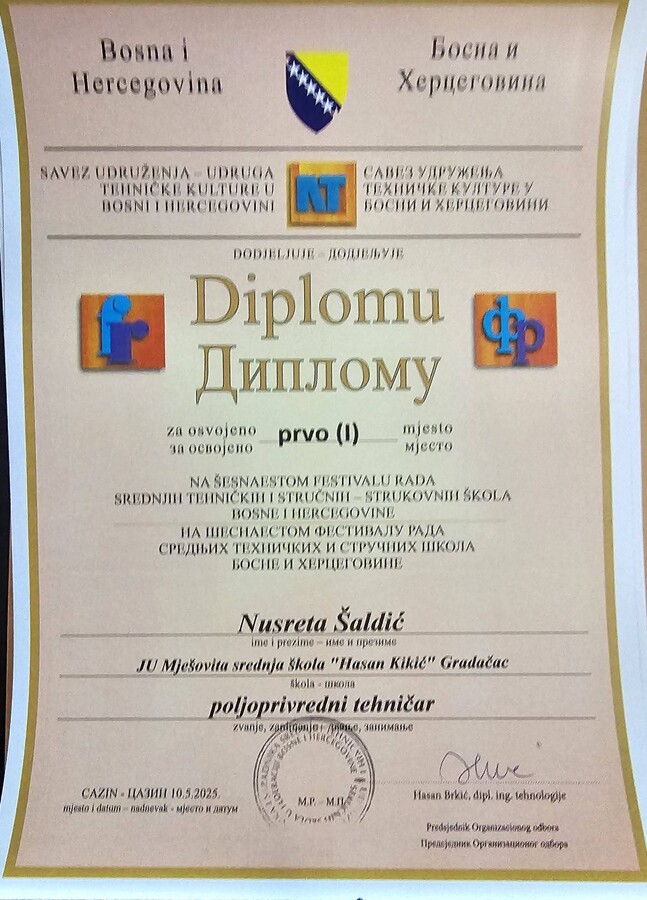 Bosna i
Hercegovina
Босна и
Херцеговина
SAVEZ UDRUŽENJA – UDRUGA
TEHNIČKE KULTURE U
BOSNI I HERCEGOVINI
NT
САВЕЗ УДРУЖЕЊА
ТЕХНИЧКЕ КУЛТУРЕ У
БОСНИ И ХЕРЦЕГОВИНИ
DODJELJUJE – ДОДЈЕЉУЈЕ
fr
Diplomu
Диплому
фр
za osvojeno
за освојено
prvo (I)
mjesto
мјесто
NA ŠESNAESTOM FESTIVALU RADA
SREDNJIH TEHNIČKIH I STRUČNIH – STRUKOVNIH ŠKOLA
BOSNE I HERCEGOVINE
НА ШЕСНАЕСТОМ ФЕСТИВАЛУ РАДА
СРЕДЊИХ ТЕХНИЧКИХ И СТРУЧНИХ ШКОЛА
БОСНЕ И ХЕРЦЕГОВИНЕ
Nusreta Šaldić
ime i prezime – име и презиме
JU Mješovita srednja škola "Hasan Kikić" Gradačac
škola - школа
poljoprivredni tehničar
zvanje, zanimanje – звање, занимање
CAZIN - ЦАЗИН 10.5.2025.
mjesto i datum – nadnevak - мјесто и датум
M.P. – М.П.
Hasan Brkić, dipl. ing. tehnologije
Predsjednik Organizacionog odbora
Предсједник Организационог одбора